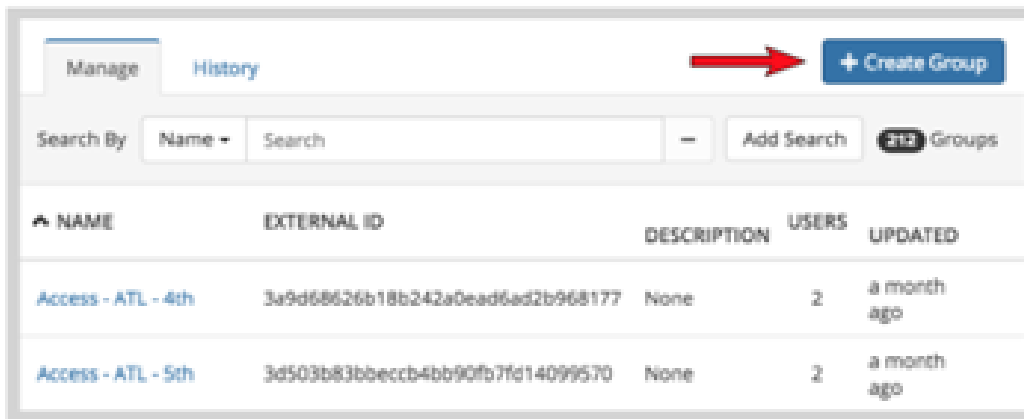 Manage History + Create Group
Search By Name Search – Add Search Groups
NAME EXTERNAL ID DESCRIPTION USERS UPDATED
Access - ATL - 4th 3a9d68626b18b242a0ead6ad2b968177 None 2 a month
ago
Access - ATL - 5th 3d503b83bbeccb4bb90fb7fd14099570 None 2 a month
ago